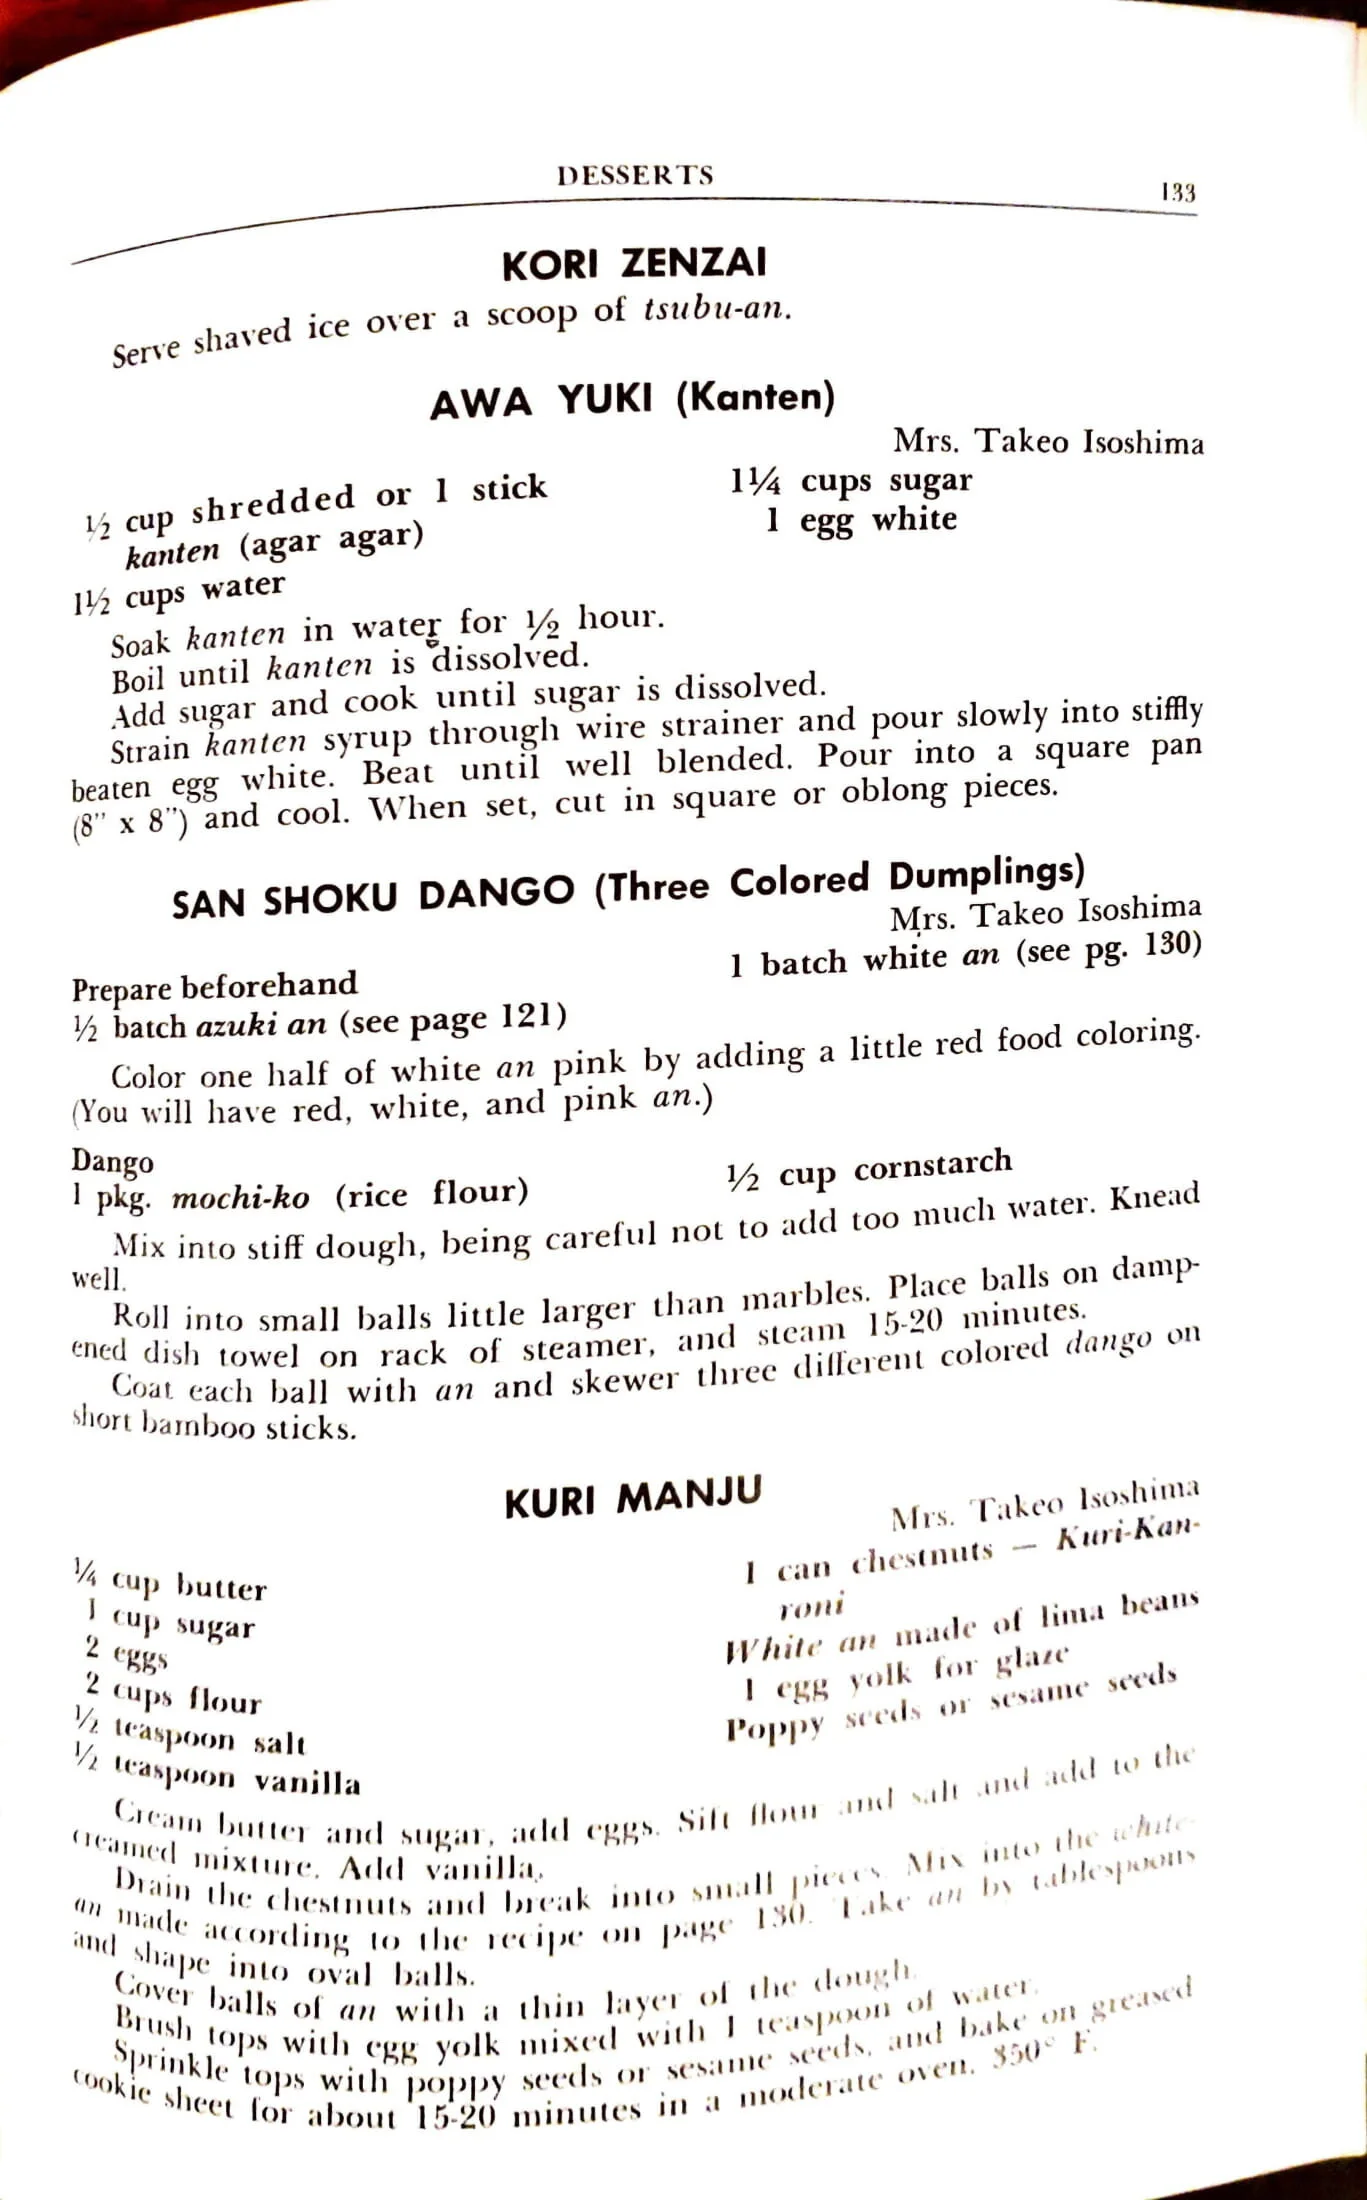 DESSERTS
133
KORI ZENZAI
Serve shaved ice over a scoop of tsubu-an.
AWA YUKI (Kanten)
Mrs. Takeo Isoshima
½ cup shredded or 1 stick
kanten (agar agar)
1½ cups water
1¼ cups sugar
1 egg white
Soak kanten in water for ½ hour.
Boil until kanten is dissolved.
Add sugar and cook until sugar is dissolved.
Strain kanten syrup through wire strainer and pour slowly into stiffly
beaten egg white. Beat until well blended. Pour into a square pan
(8" x 8") and cool. When set, cut in square or oblong pieces.
SAN SHOKU DANGO (Three Colored Dumplings)
Mrs. Takeo Isoshima
Prepare beforehand
½ batch azuki an (see page 121)
1 batch white an (see pg. 130)
Color one half of white an pink by adding a little red food coloring.
(You will have red, white, and pink an.)
Dango
1 pkg. mochi-ko (rice flour)
½ cup cornstarch
Mix into stiff dough, being careful not to add too much water. Knead
well.
Roll into small balls little larger than marbles. Place balls on damp-
ened dish towel on rack of steamer, and steam 15-20 minutes.
Coat each ball with an and skewer three different colored dango on
short bamboo sticks.
KURI MANJU
Mrs. Takeo Isoshima
¼ cup butter
1 cup sugar
2 eggs
2 cups flour
½ teaspoon salt
½ teaspoon vanilla
1 can chestnuts — Kuri-Kan-
roni
White an made of lima beans
1 egg yolk for glaze
Poppy seeds or sesame seeds
Cream butter and sugar, add eggs. Sift flour and salt and add to the
creamed mixture. Add vanilla.
Drain the chestnuts and break into small pieces. Mix into the white
an made according to the recipe on page 130. Take an by tablespoons
and shape into oval balls.
Cover balls of an with a thin layer of the dough.
Brush tops with egg yolk mixed with 1 teaspoon of water.
Sprinkle tops with poppy seeds or sesame seeds, and bake on greased
cookie sheet for about 15-20 minutes in a moderate oven, 350° F.